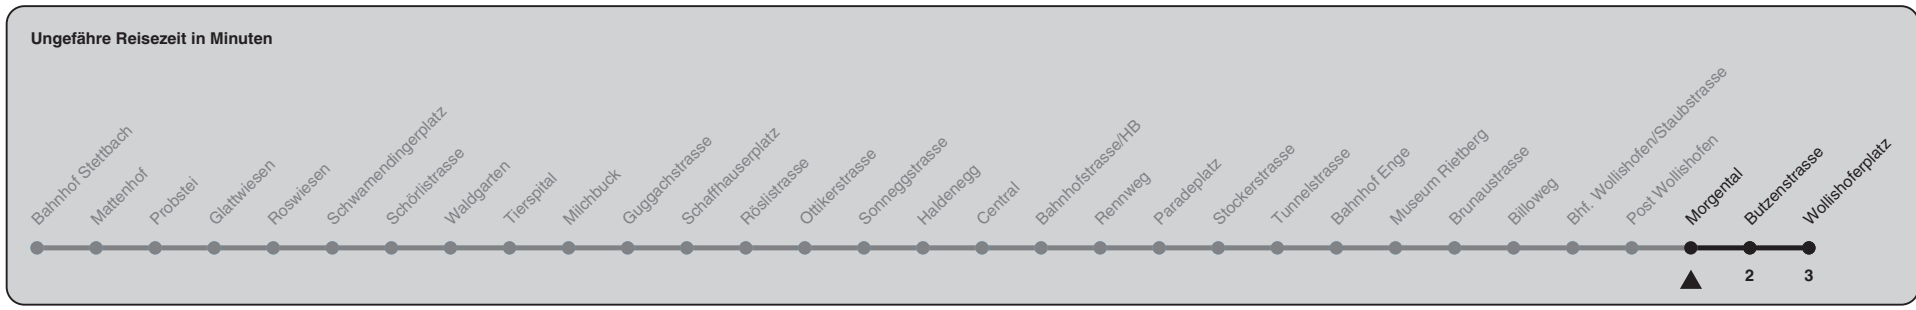 Ungefähre Reisezeit in Minuten
Bahnhof Stettbach
Mattenhof
Probstei
Glattwiesen
Roswiesen
Schwamendingerplatz
Schörlistrasse
Waldgarten
Tierspital
Milchbuck
Guggachstrasse
Schaffhauserplatz
Röslistrasse
Ottikerstrasse
Sonneggstrasse
Haldenegg
Central
Bahnhofstrasse/HB
Rennweg
Paradeplatz
Stockerstrasse
Tunnelstrasse
Bahnhof Enge
Museum Rietberg
Brunaustrasse
Billoweg
Bhf. Wollishofen/Staubstrasse
Post Wollishofen
Morgental
Butzenstrasse
Wollishoferplatz
2
3